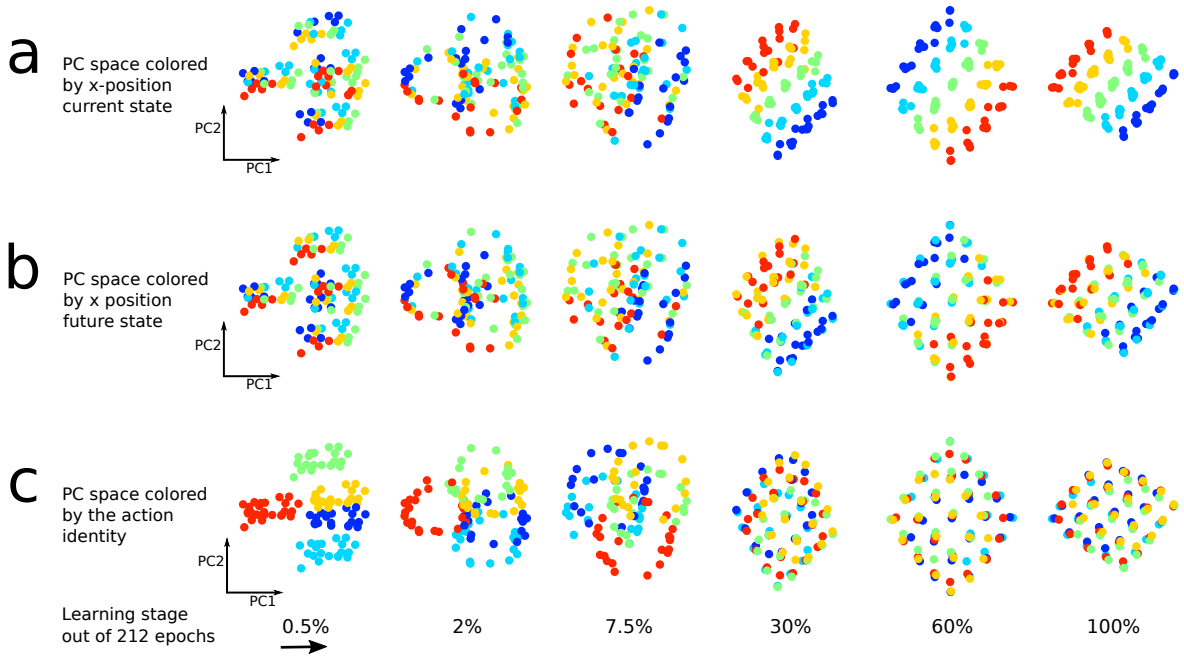 a
PC space colored
by x-position
current state
PC2
PC1
b
PC space colored
by x position
future state
PC2
PC1
c
PC space colored
by the action
identity
PC2
PC1
Learning stage
out of 212 epochs
0.5%
2%
7.5%
30%
60%
100%